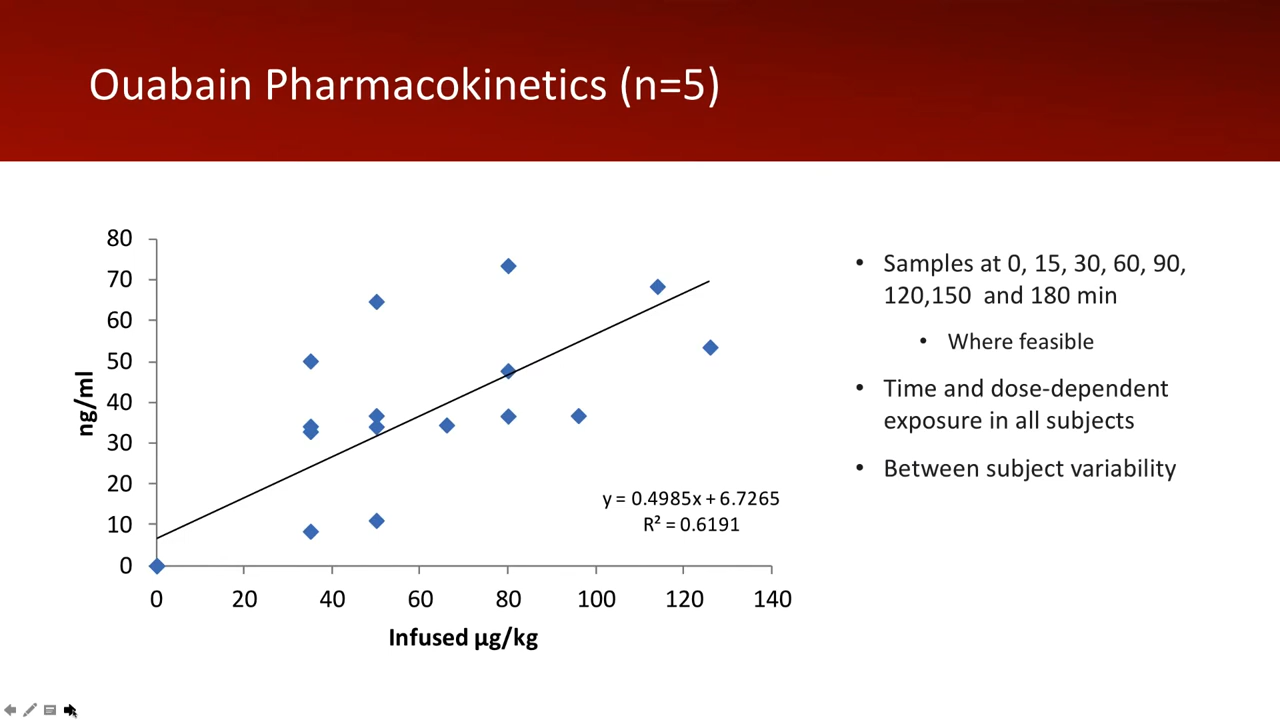 Ouabain Pharmacokinetics (n=5)
80
70
60
50
40
30
20
10
0
ng/ml
0 20 40 60 80 100 120 140
Infused µg/kg
y = 0.4985x + 6.7265
R² = 0.6191
• Samples at 0, 15, 30, 60, 90,
120,150 and 180 min
• Where feasible
• Time and dose-dependent
exposure in all subjects
• Between subject variability